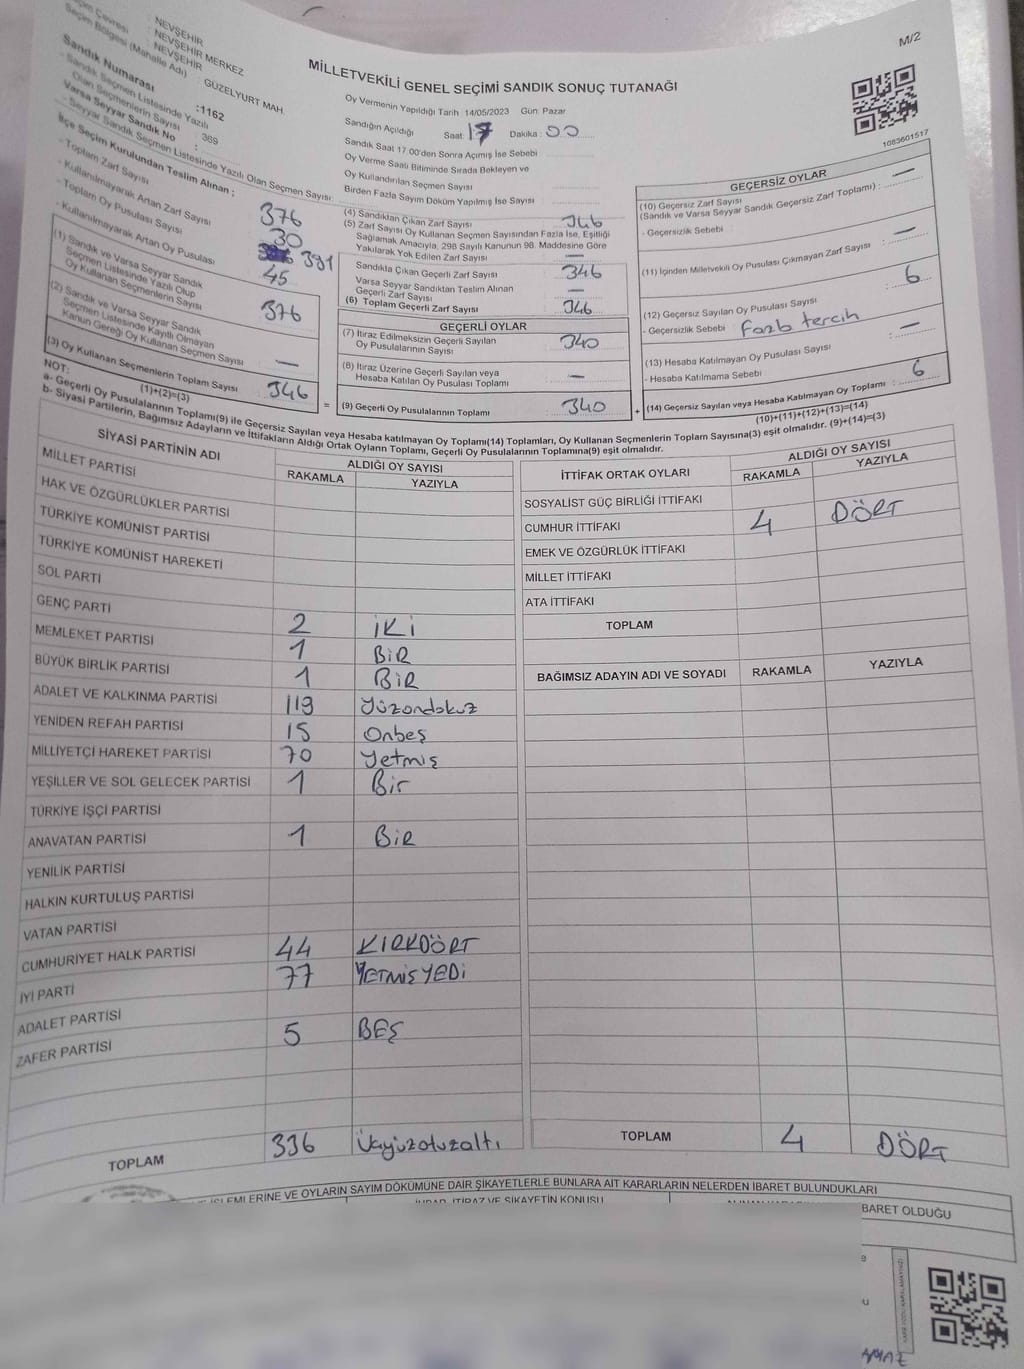 Seçim Çevresi : NEVŞEHİR
: NEVŞEHİR MERKEZ
: NEVŞEHİR
Seçim Bölgesi (Mahalle Adı) : GÜZELYURT MAH.
Sandık Numarası :1162
- Sandık Seçmen Listesinde Yazılı
Olan Seçmenlerin Sayısı : 369
Varsa Seyyar Sandık No :
- Seyyar Sandık Seçmen Listesinde Yazılı Olan Seçmen Sayısı
İlçe Seçim Kurulundan Teslim Alınan ;
- Toplam Zarf Sayısı 376
- Kullanılmayarak Artan Zarf Sayısı 30
- Toplam Oy Pusulası Sayısı 391
- Kullanılmayarak Artan Oy Pusulası 45
(1) Sandık ve Varsa Seyyar Sandık
Seçmen Listesinde Yazılı Olup
Oy Kullanan Seçmenlerin Sayısı 376
(2) Sandık ve Varsa Seyyar Sandık
Seçmen Listesinde Kayıtlı Olmayan
Kanun Gereği Oy Kullanan Seçmen Sayısı : —
(3) Oy Kullanan Seçmenlerin Toplam Sayısı
(1)+(2)=(3) 346
M/2
MİLLETVEKİLİ GENEL SEÇİMİ SANDIK SONUÇ TUTANAĞI
1083601517
Oy Vermenin Yapıldığı Tarih 14/05/2023 Gün: Pazar
Sandığın Açıldığı Saat: 17 Dakika : 00
Sandık Saat 17.00'den Sonra Açımış İse Sebebi
Oy Verme Saati Bitiminde Sırada Bekleyen ve
Oy Kullandırılan Seçmen Sayısı
Birden Fazla Sayım Döküm Yapılmış İse Sayısı
(4) Sandıktan Çıkan Zarf Sayısı 346
(5) Zarf Sayısı Oy Kullanan Seçmen Sayısından Fazla İse, Eşitliği
Sağlamak Amacıyla, 298 Sayılı Kanunun 98. Maddesine Göre
Yakılarak Yok Edilen Zarf Sayısı —
Sandıkta Çıkan Geçerli Zarf Sayısı 346
Varsa Seyyar Sandıktan Teslim Alınan
Geçerli Zarf Sayısı —
(6) Toplam Geçerli Zarf Sayısı 346
GEÇERLİ OYLAR
(7) İtiraz Edilmeksizin Geçerli Sayılan
Oy Pusulalarının Sayısı : 340
(8) İtiraz Üzerine Geçerli Sayılan veya
Hesaba Katılan Oy Pusulası Toplamı : —
= (9) Geçerli Oy Pusulalarının Toplamı : 340 +
GEÇERSİZ OYLAR
(10) Geçersiz Zarf Sayısı
(Sandık ve Varsa Seyyar Sandık Geçersiz Zarf Toplamı) : —
- Geçersizlik Sebebi :
(11) İçinden Milletvekili Oy Pusulası Çıkmayan Zarf Sayısı : —
(12) Geçersiz Sayılan Oy Pusulası Sayısı : 6
- Geçersizlik Sebebi : Fazla tercih
(13) Hesaba Katılmayan Oy Pusulası Sayısı : —
- Hesaba Katılmama Sebebi :
(14) Geçersiz Sayılan veya Hesaba Katılmayan Oy Toplamı : 6
(10)+(11)+(12)+(13)=(14)
NOT:
a- Geçerli Oy Pusulalarının Toplamı(9) ile Geçersiz Sayılan veya Hesaba katılmayan Oy Toplamı(14) Toplamları, Oy Kullanan Seçmenlerin Toplam Sayısına(3) eşit olmalıdır. (9)+(14)=(3)
b- Siyasi Partilerin, Bağımsız Adayların ve İttifakların Aldığı Ortak Oyların Toplamı, Geçerli Oy Pusulalarının Toplamına(9) eşit olmalıdır.
SİYASİ PARTİNİN ADI ALDIĞI OY SAYISI
RAKAMLA YAZIYLA
MİLLET PARTİSİ
HAK VE ÖZGÜRLÜKLER PARTİSİ
TÜRKİYE KOMÜNİST PARTİSİ
TÜRKİYE KOMÜNİST HAREKETİ
SOL PARTİ
GENÇ PARTİ 2 İKİ
MEMLEKET PARTİSİ 1 BİR
BÜYÜK BİRLİK PARTİSİ 1 BİR
ADALET VE KALKINMA PARTİSİ 119 Yüzondokuz
YENİDEN REFAH PARTİSİ 15 Onbeş
MİLLİYETÇİ HAREKET PARTİSİ 70 Yetmiş
YEŞİLLER VE SOL GELECEK PARTİSİ 1 Bir
TÜRKİYE İŞÇİ PARTİSİ
ANAVATAN PARTİSİ 1 BİR
YENİLİK PARTİSİ
HALKIN KURTULUŞ PARTİSİ
VATAN PARTİSİ
CUMHURİYET HALK PARTİSİ 44 KIRKDÖRT
İYİ PARTİ 77 YETMİŞYEDİ
ADALET PARTİSİ
ZAFER PARTİSİ 5 BEŞ
TOPLAM 336 Üçyüzotuzaltı
İTTİFAK ORTAK OYLARI ALDIĞI OY SAYISI
RAKAMLA YAZIYLA
SOSYALİST GÜÇ BİRLİĞİ İTTİFAKI
CUMHUR İTTİFAKI 4 DÖRT
EMEK VE ÖZGÜRLÜK İTTİFAKI
MİLLET İTTİFAKI
ATA İTTİFAKI
TOPLAM
BAĞIMSIZ ADAYIN ADI VE SOYADI RAKAMLA YAZIYLA
TOPLAM 4 DÖRT
İŞLEMLERİNE VE OYLARIN SAYIM DÖKÜMÜNE DAİR ŞİKAYETLERLE BUNLARA AİT KARARLARIN NELERDEN İBARET BULUNDUKLARI
İHBAR, İTİRAZ VE ŞİKAYETİN KONUSU
İBARET OLDUĞU